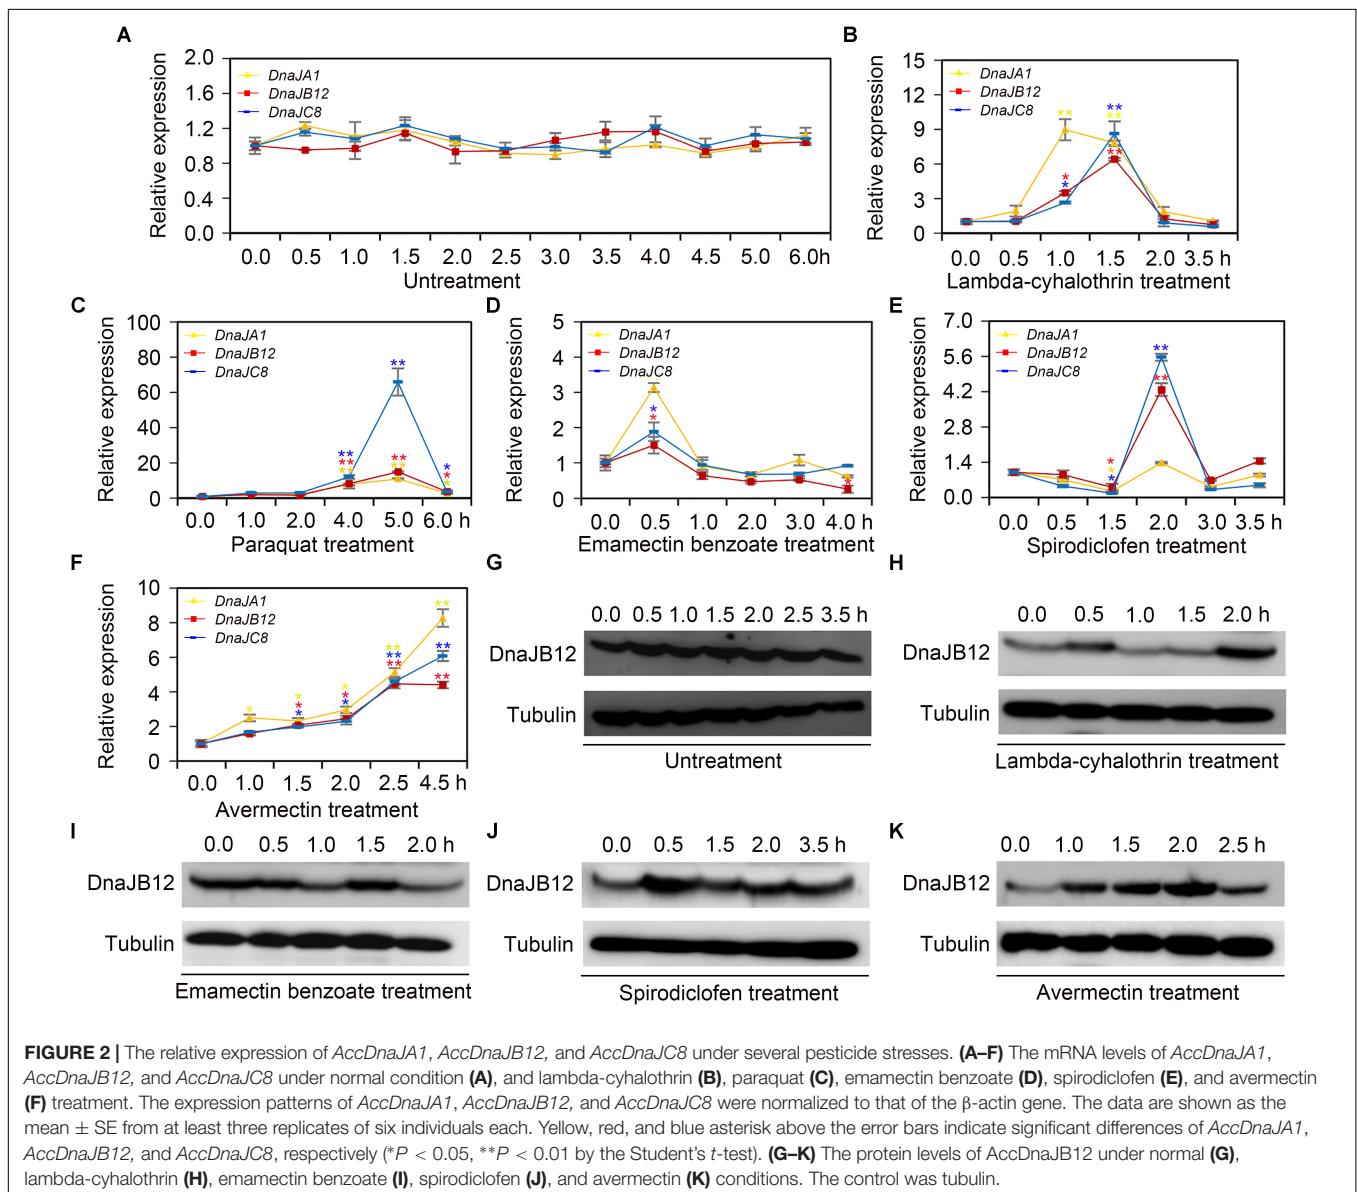 A
Relative expression
2.0
1.6
1.2
0.8
0.4
0.0
DnaJA1
DnaJB12
DnaJC8
0.0 0.5 1.0 1.5 2.0 2.5 3.0 3.5 4.0 4.5 5.0 6.0h
Untreatment
B
Relative expression
15
12
9
6
3
0
DnaJA1
DnaJB12
DnaJC8
**
*
*
**
**
**
0.0 0.5 1.0 1.5 2.0 3.5 h
Lambda-cyhalothrin treatment
C
Relative expression
100
80
60
40
20
0
DnaJA1
DnaJB12
DnaJC8
**
**
**
**
**
**
*
*
*
0.0 1.0 2.0 4.0 5.0 6.0 h
Paraquat treatment
D
Relative expression
5
4
3
2
1
0
DnaJA1
DnaJB12
DnaJC8
*
*
*
0.0 0.5 1.0 2.0 3.0 4.0 h
Emamectin benzoate treatment
E
Relative expression
7.0
5.6
4.2
2.8
1.4
0.0
DnaJA1
DnaJB12
DnaJC8
*
*
*
**
**
0.0 0.5 1.5 2.0 3.0 3.5 h
Spirodiclofen treatment
F
Relative expression
10
8
6
4
2
0
DnaJA1
DnaJB12
DnaJC8
*
*
*
*
*
*
*
**
**
**
**
**
**
0.0 1.0 1.5 2.0 2.5 4.5 h
Avermectin treatment
G
0.0 0.5 1.0 1.5 2.0 2.5 3.5 h
DnaJB12
Tubulin
Untreatment
H
0.0 0.5 1.0 1.5 2.0 h
DnaJB12
Tubulin
Lambda-cyhalothrin treatment
I
0.0 0.5 1.0 1.5 2.0 h
DnaJB12
Tubulin
Emamectin benzoate treatment
J
0.0 0.5 1.5 2.0 3.5 h
DnaJB12
Tubulin
Spirodiclofen treatment
K
0.0 1.0 1.5 2.0 2.5 h
DnaJB12
Tubulin
Avermectin treatment
FIGURE 2 | The relative expression of AccDnaJA1, AccDnaJB12, and AccDnaJC8 under several pesticide stresses. (A–F) The mRNA levels of AccDnaJA1,
AccDnaJB12, and AccDnaJC8 under normal condition (A), and lambda-cyhalothrin (B), paraquat (C), emamectin benzoate (D), spirodiclofen (E), and avermectin
(F) treatment. The expression patterns of AccDnaJA1, AccDnaJB12, and AccDnaJC8 were normalized to that of the β-actin gene. The data are shown as the
mean ± SE from at least three replicates of six individuals each. Yellow, red, and blue asterisk above the error bars indicate significant differences of AccDnaJA1,
AccDnaJB12, and AccDnaJC8, respectively (*P < 0.05, **P < 0.01 by the Student's t-test). (G–K) The protein levels of AccDnaJB12 under normal (G),
lambda-cyhalothrin (H), emamectin benzoate (I), spirodiclofen (J), and avermectin (K) conditions. The control was tubulin.